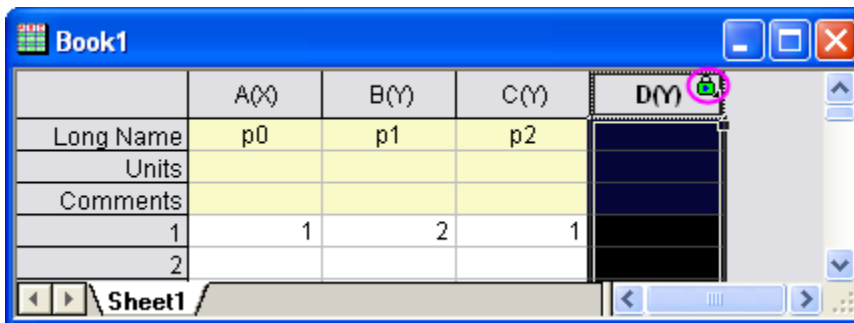 Book1
A(X) B(Y) C(Y) D(Y)
Long Name p0 p1 p2
Units
Comments
1 1 2 1
2
Sheet1